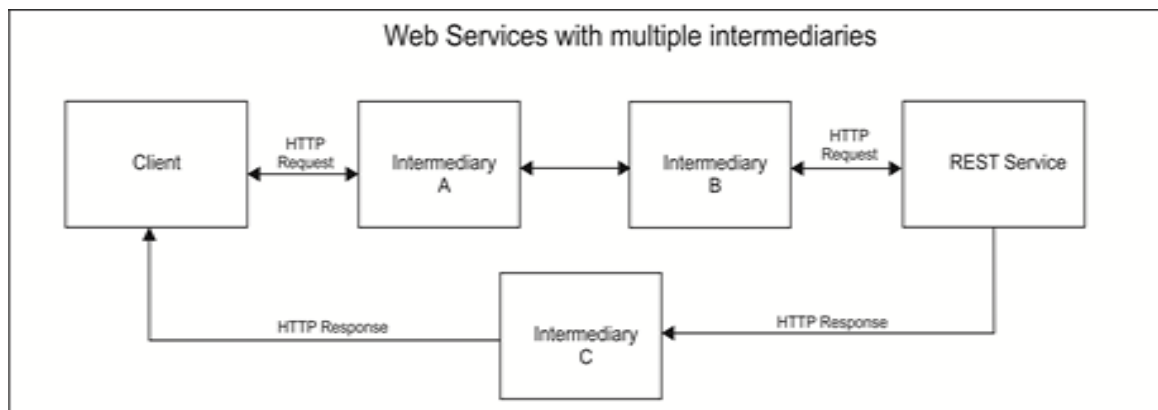 Web Services with multiple intermediaries
Client
HTTP
Request
Intermediary
A
Intermediary
B
HTTP
Request
REST Service
HTTP Response
Intermediary
C
HTTP Response